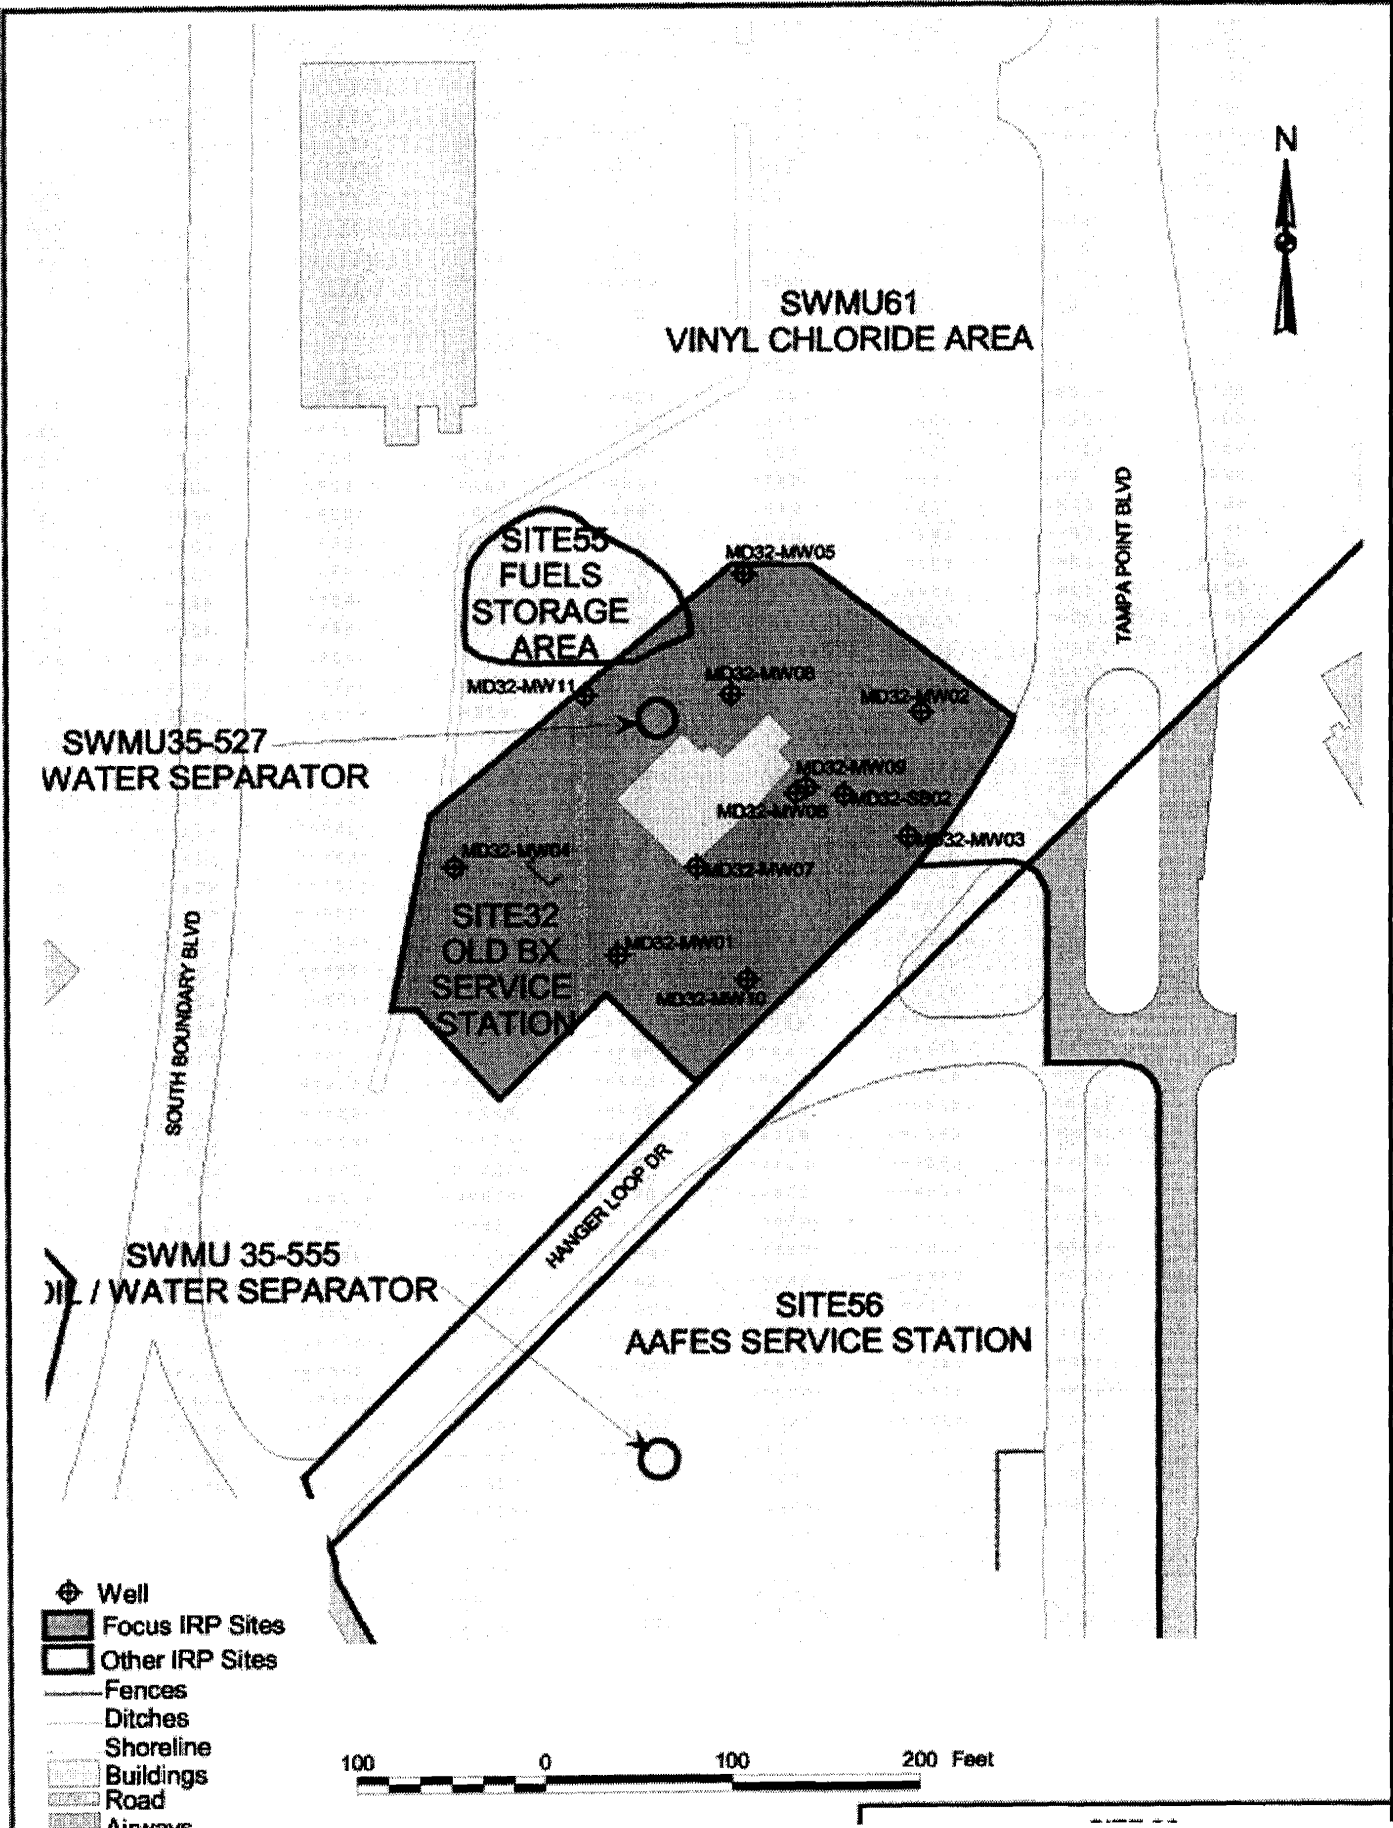 N
SWMU61
VINYL CHLORIDE AREA
TAMPA POINT BLVD
SITE55
FUELS
STORAGE
AREA
MD32-MW05
MD32-MW11
MD32-MW02
SWMU35-527
WATER SEPARATOR
MD32-MW09
MD32-SB02
MD32-MW03
MD32-MW04
MD32-MW07
SITE32
OLD BX
SERVICE
STATION
MD32-MW01
MD32-MW10
SOUTH BOUNDARY BLVD
HANGER LOOP DR
SWMU 35-555
OIL / WATER SEPARATOR
SITE56
AAFES SERVICE STATION
Well
Focus IRP Sites
Other IRP Sites
Fences
Ditches
Shoreline
Buildings
Road
Airways
100 0 100 200 Feet